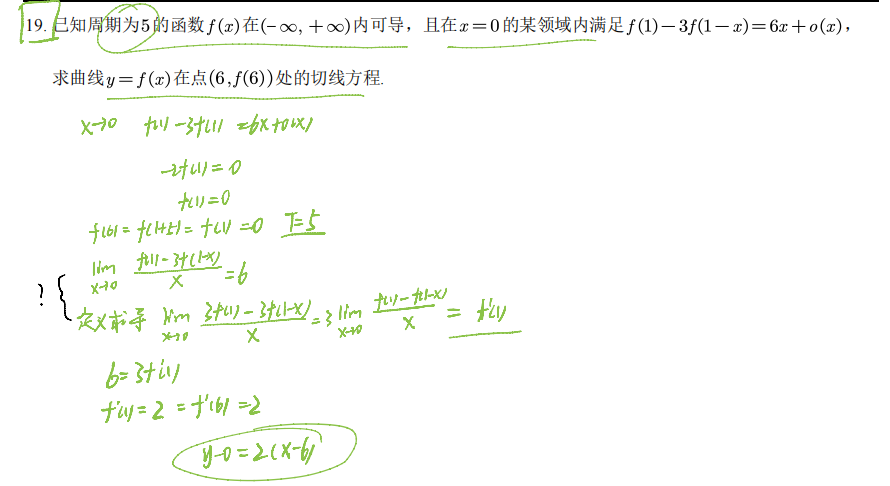 19. 已知周期为5的函数f(x)在(-∞, +∞)内可导，且在x=0的某领域内满足f(1)-3f(1-x)=6x+o(x)，
求曲线y=f(x)在点(6,f(6))处的切线方程.
x→0 f(1)-3f(1)=6x+o(x)
-2f(1)=0
f(1)=0
f(6)=f(1+5)=f(1)=0 T=5
lim x→0 f(1)-3f(1-x)/x =6
? { 定义求导 lim x→0 3f(1)-3f(1-x)/x =3 lim x→0 f(1)-f(1-x)/x = f'(1)
6=3f'(1)
f'(1)=2=f'(6)=2
y-0=2(x-6)